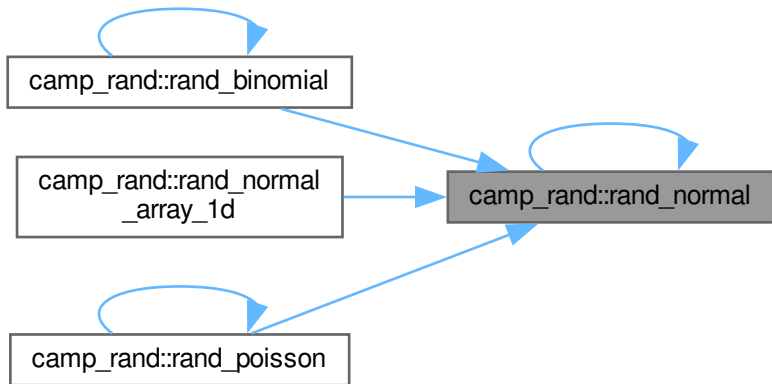 camp_rand::rand_binomial
camp_rand::rand_normal
_array_1d
camp_rand::rand_normal
camp_rand::rand_poisson